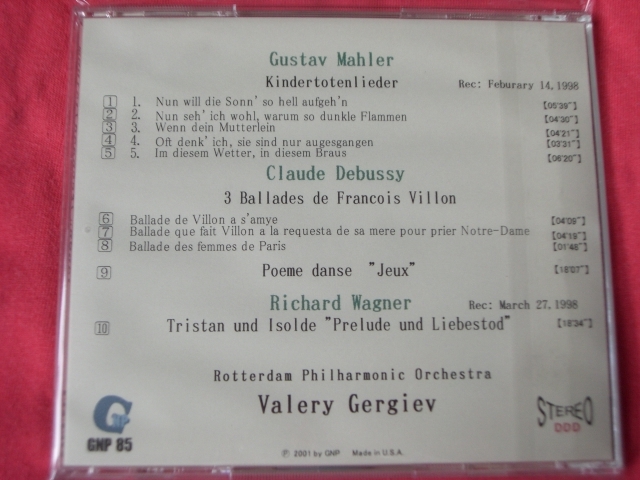 Gustav Mahler
Kindertotenlieder Rec: Feburary 14,1998
1 1. Nun will die Sonn' so hell aufgeh'n [05'39"]
2 2. Nun seh' ich wohl, warum so dunkle Flammen [04'30"]
3 3. Wenn dein Mutterlein [04'21"]
4 4. Oft denk' ich, sie sind nur ausgesangen [03'31"]
5 5. Im diesem Wetter, in diesem Braus [06'20"]
Claude Debussy
3 Ballades de Francois Villon
6 Ballade de Villon a s'amye [04'09"]
7 Ballade que fait Villon a la requesta de sa mere pour prier Notre-Dame [04'19"]
8 Ballade des femmes de Paris [01'48"]
9 Poeme danse "Jeux" [18'07"]
Richard Wagner Rec: March 27,1998
10 Tristan und Isolde "Prelude und Liebestod" [18'34"]
Rotterdam Philharmonic Orchestra
Valery Gergiev
GNP
GNP 85
STEREO
DDD
℗ 2001 by GNP Made in U.S.A.